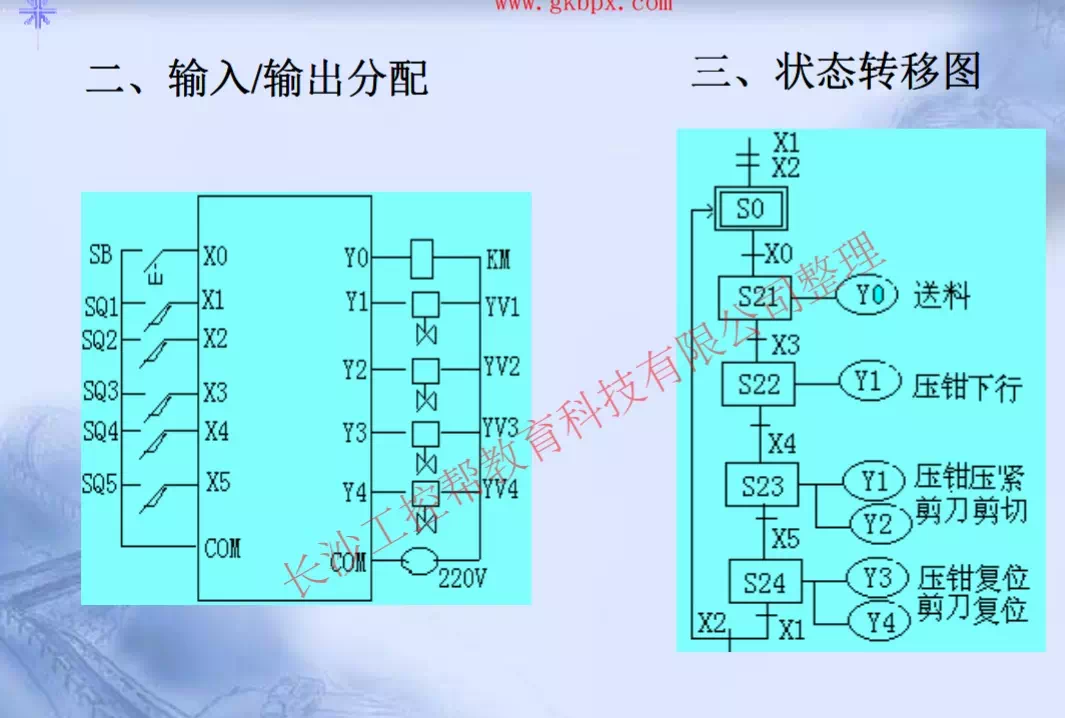 www.gkbpx.com
二、输入/输出分配
三、状态转移图
SB
X0
Y0
KM
SQ1
X1
Y1
YV1
SQ2
X2
Y2
YV2
SQ3
X3
Y3
YV3
SQ4
X4
Y4
YV4
SQ5
X5
COM
COM
220V
X1
X2
S0
X0
S21
Y0
送料
X3
S22
Y1
压钳下行
X4
S23
Y1
压钳压紧
Y2
剪刀剪切
X5
S24
Y3
压钳复位
Y4
剪刀复位
X2
X1
长沙工控帮教育科技有限公司整理